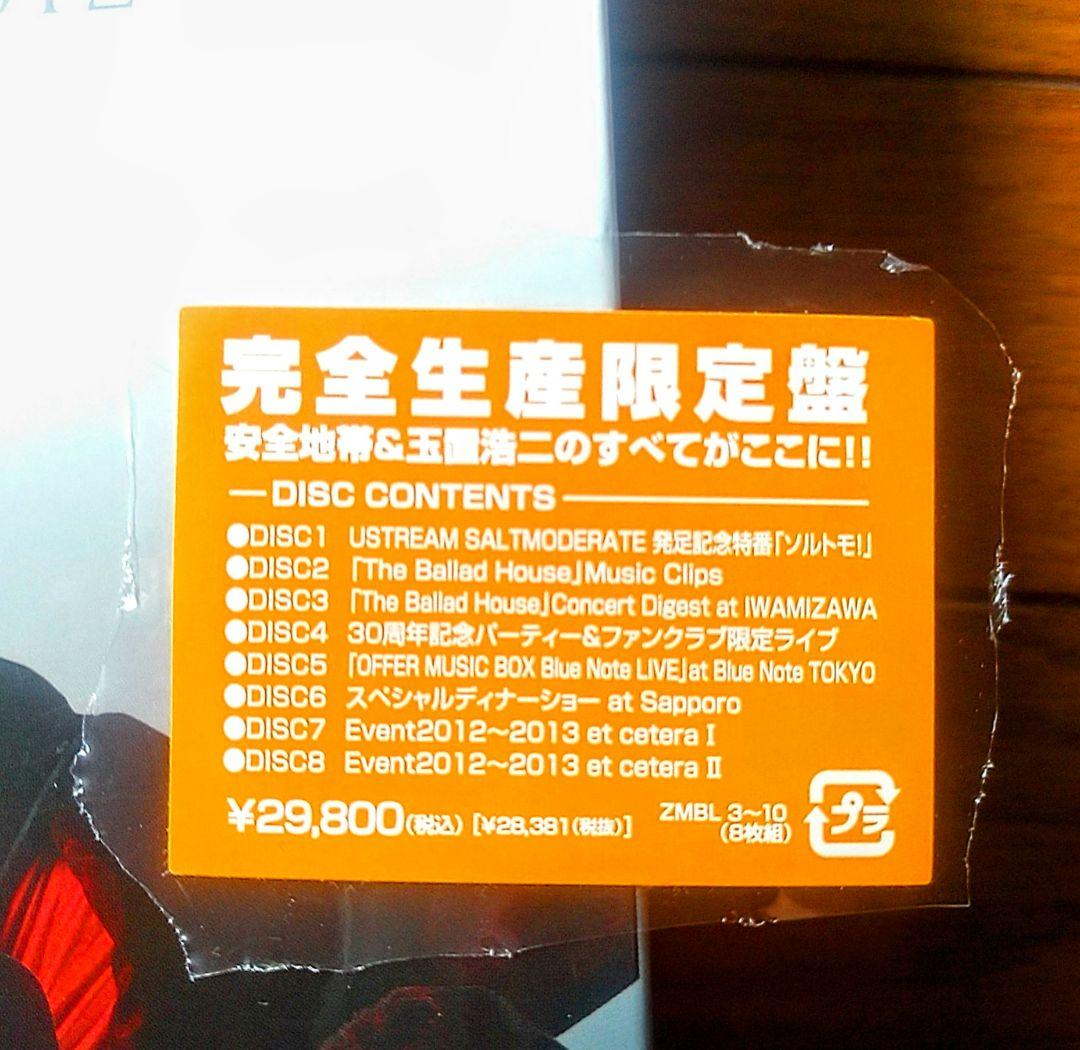 完全生産限定盤
安全地帯&玉置浩二のすべてがここに!!
DISC CONTENTS
●DISC1 USTREAM SALTMODERATE 発足記念特番「ソルトモ!」
●DISC2 「The Ballad House」Music Clips
●DISC3 「The Ballad House」Concert Digest at IWAMIZAWA
●DISC4 30周年記念パーティー&ファンクラブ限定ライブ
●DISC5 「OFFER MUSIC BOX Blue Note LIVE」at Blue Note TOKYO
●DISC6 スペシャルディナーショー at Sapporo
●DISC7 Event2012〜2013 et cetera I
●DISC8 Event2012〜2013 et cetera II
¥29,800(税込) [¥28,381(税抜)]
ZMBL 3〜10
(8枚組)
プラ